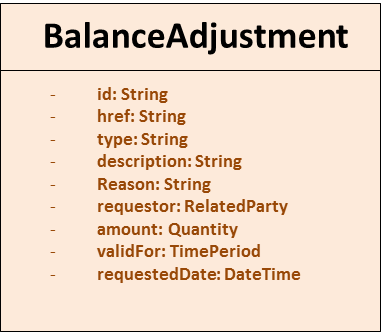 BalanceAdjustment
- id: String
- href: String
- type: String
- description: String
- Reason: String
- requestor: RelatedParty
- amount: Quantity
- validFor: TimePeriod
- requestedDate: DateTime